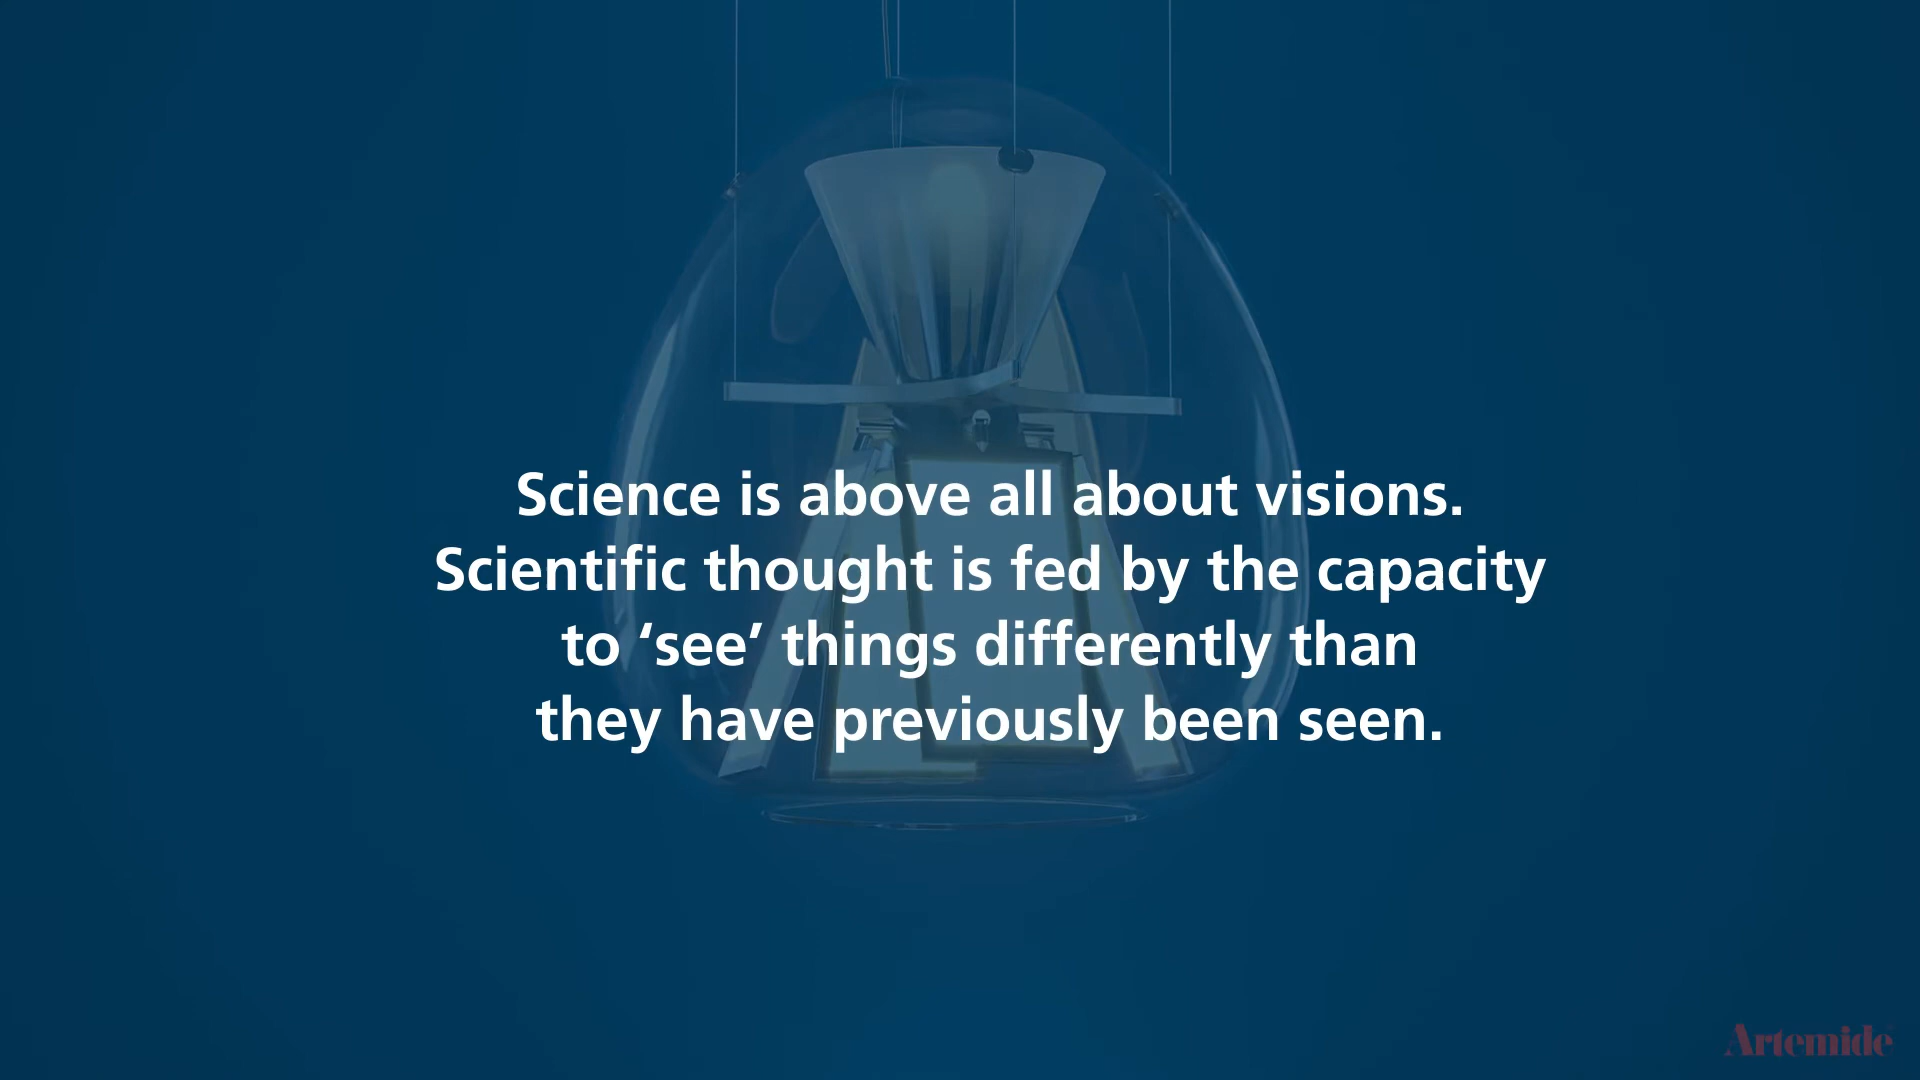 Science is above all about visions.
Scientific thought is fed by the capacity
to ‘see’ things differently than
they have previously been seen.
Artemide